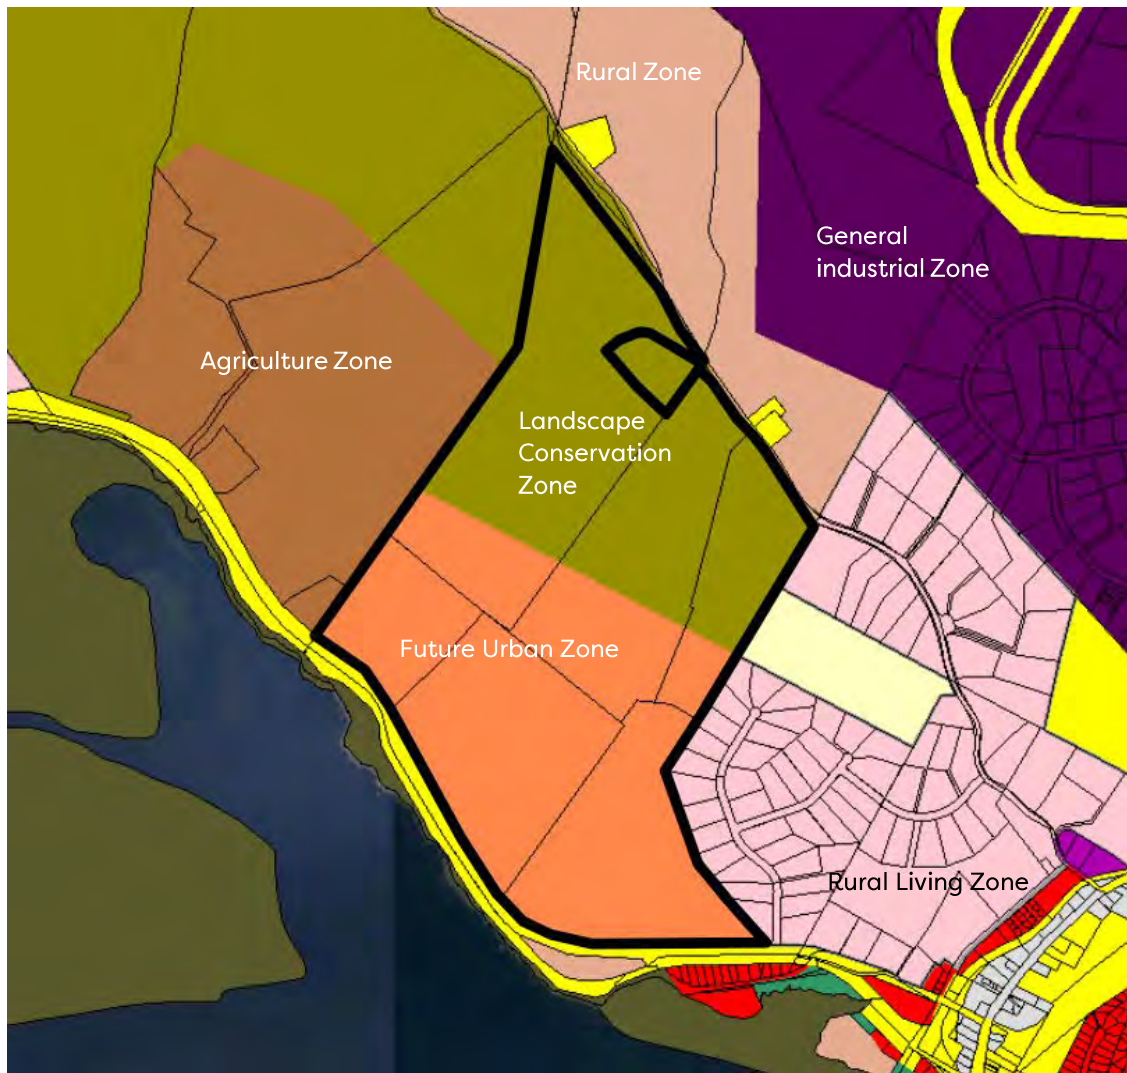 Rural Zone
General
industrial Zone
Agriculture Zone
Landscape
Conservation
Zone
Future Urban Zone
Rural Living Zone